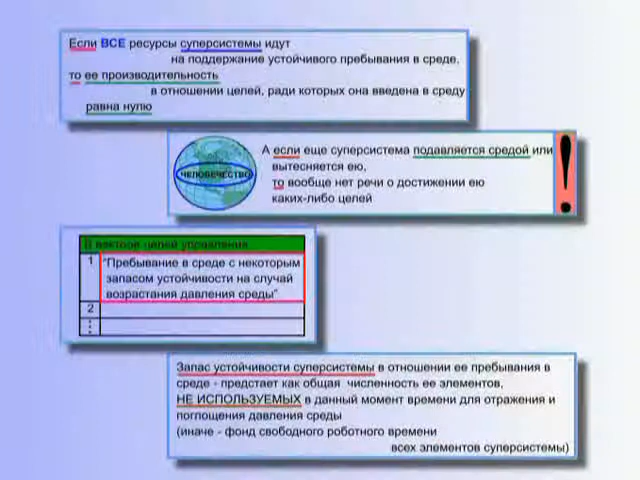 Если ВСЕ ресурсы суперсистемы идут
на поддержание устойчивого пребывания в среде,
то ее производительность
в отношении целей, ради которых она введена в среду
равна нулю
А если еще суперсистема подавляется средой или
вытесняется ею,
то вообще нет речи о достижении ею
каких-либо целей
!
ЧЕЛОВЕЧЕСТВО
В векторе целей управления
1 "Пребывание в среде с некоторым
запасом устойчивости на случай
возрастания давления среды"
2
⋮
Запас устойчивости суперсистемы в отношении ее пребывания в
среде - предстает как общая численность ее элементов,
НЕ ИСПОЛЬЗУЕМЫХ в данный момент времени для отражения и
поглощения давления среды
(иначе - фонд свободного роботного времени
всех элементов суперсистемы)